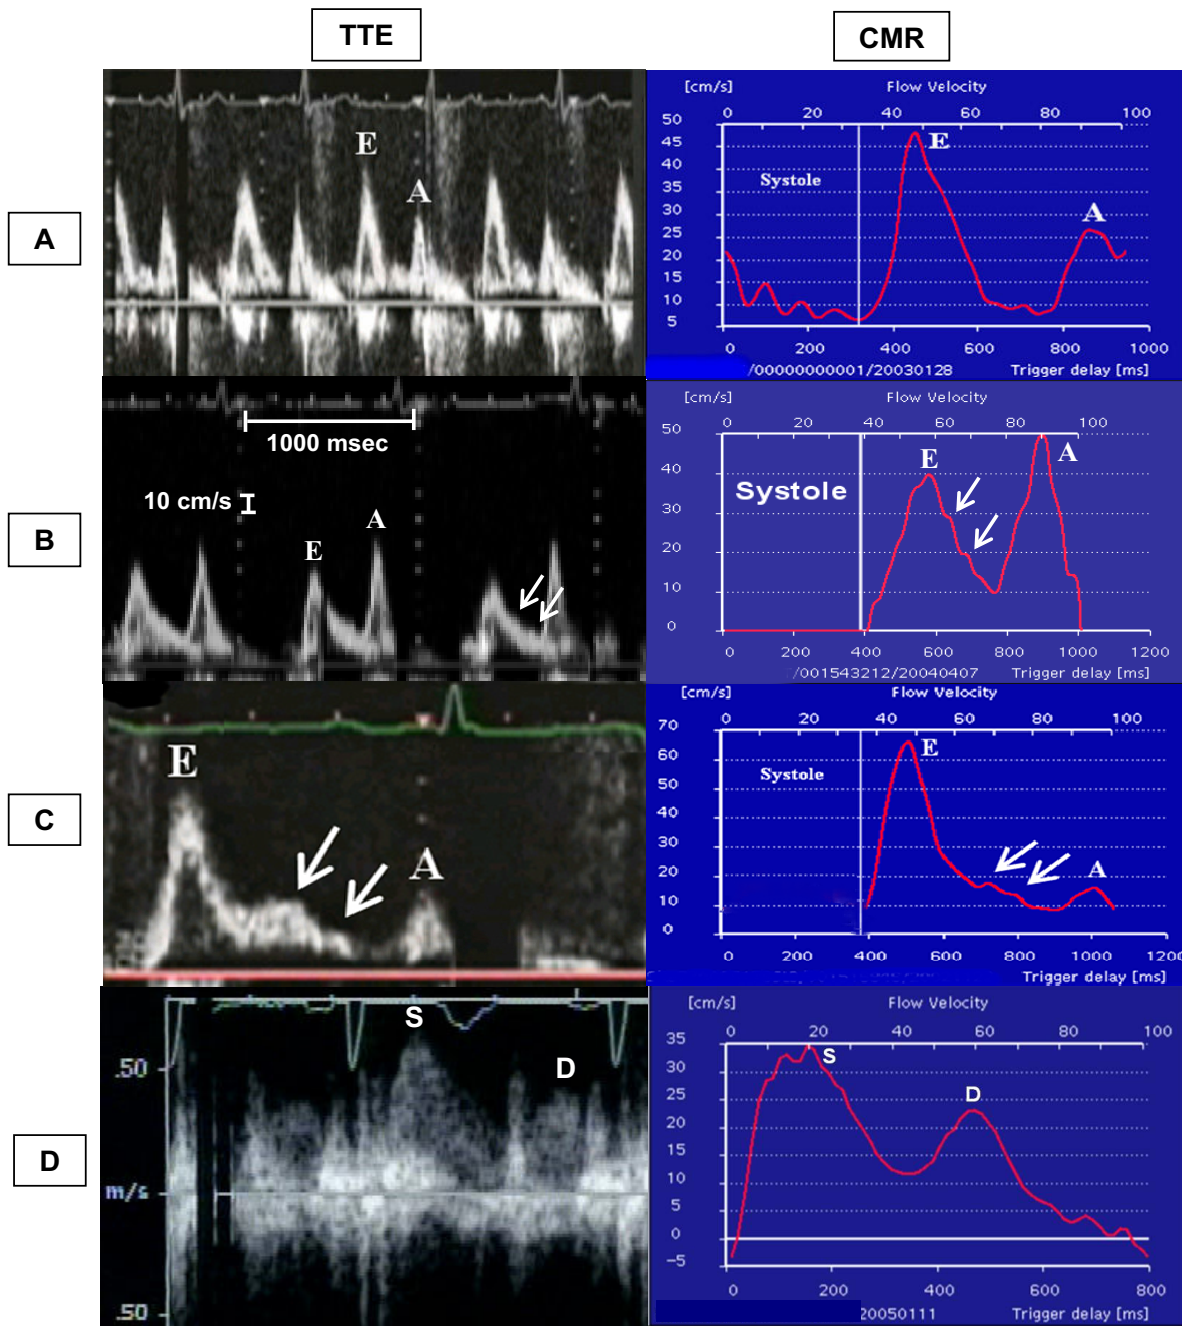 TTE
CMR
A
E
A
[cm/s] Flow Velocity
0 20 40 60 80 100
50
45
40
35
30
25
20
15
10
5
Systole
E
A
0 200 400 600 800 1000
/00000000001/20030128 Trigger delay [ms]
B
1000 msec
10 cm/s
E
A
[cm/s] Flow Velocity
0 20 40 60 80 100
50
40
30
20
10
0
Systole
E
A
0 200 400 600 800 1000 1200
/001543212/20040407 Trigger delay [ms]
C
E
A
[cm/s] Flow Velocity
0 20 40 60 80 100
70
60
50
40
30
20
10
0
Systole
E
A
0 200 400 600 800 1000 120
Trigger delay [ms]
D
S
D
.50
m/s
.50
[cm/s] Flow Velocity
0 20 40 60 80 100
35
30
25
20
15
10
5
0
-5
S
D
0 200 400 600 800
20050111 Trigger delay [ms]